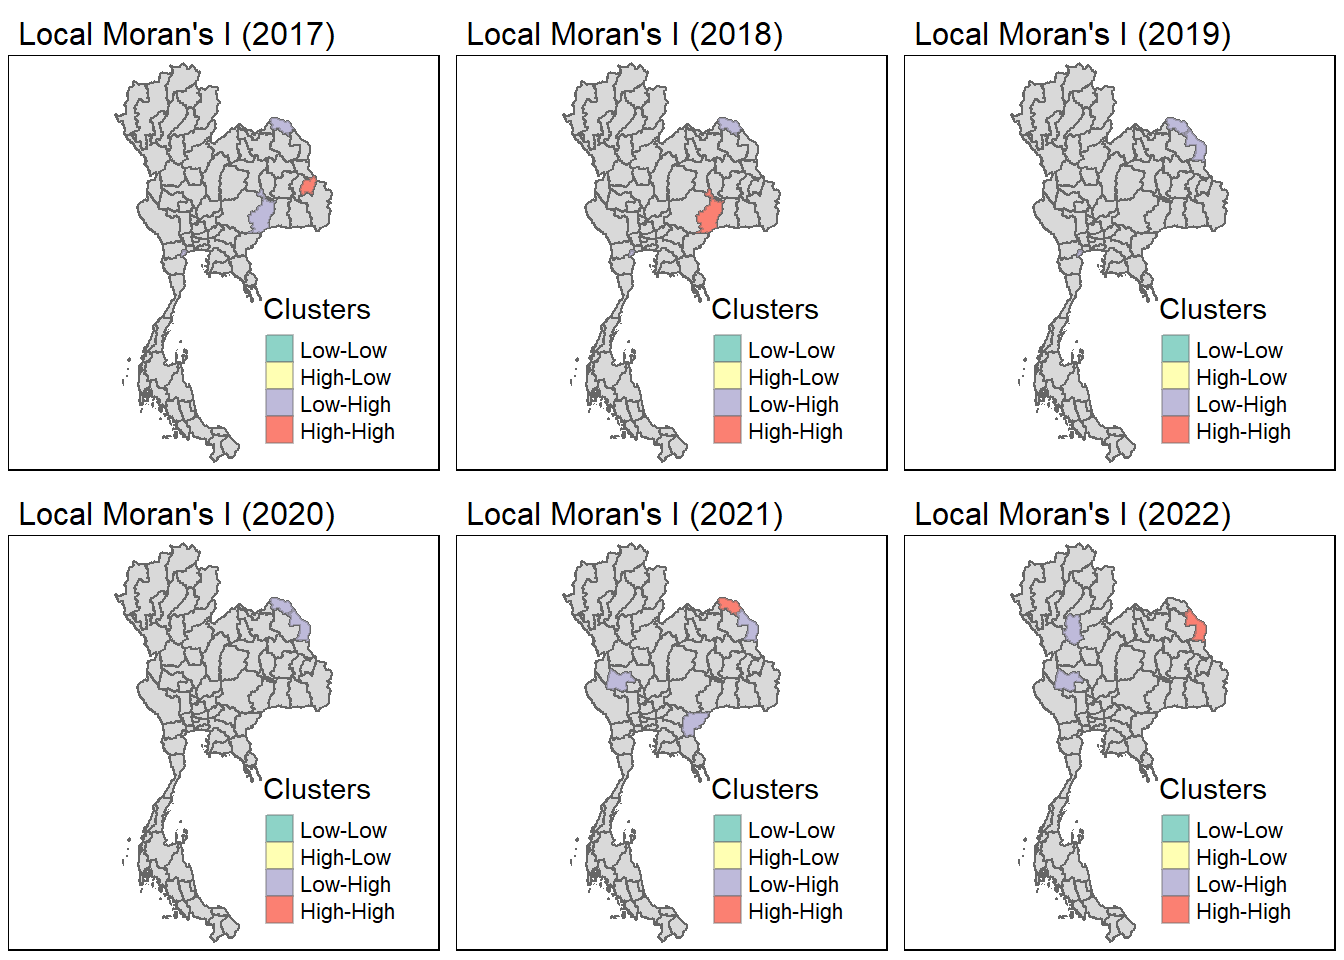 Local Moran's I (2017)
Local Moran's I (2018)
Local Moran's I (2019)
Clusters
Low-Low
High-Low
Low-High
High-High
Clusters
Low-Low
High-Low
Low-High
High-High
Clusters
Low-Low
High-Low
Low-High
High-High
Local Moran's I (2020)
Local Moran's I (2021)
Local Moran's I (2022)
Clusters
Low-Low
High-Low
Low-High
High-High
Clusters
Low-Low
High-Low
Low-High
High-High
Clusters
Low-Low
High-Low
Low-High
High-High